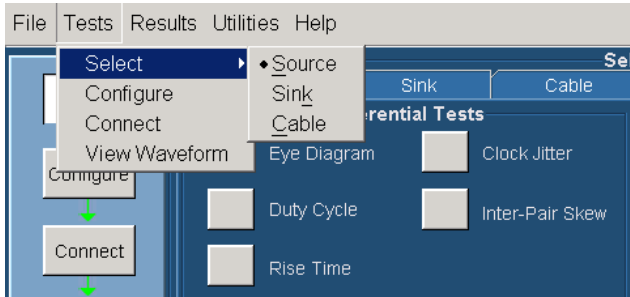 File Tests Results Utilities Help
Select Source
Configure Sink
Connect Cable
View Waveform
Se
Sink Cable
erential Tests
Eye Diagram Clock Jitter
Configure
Duty Cycle Inter-Pair Skew
Connect
Rise Time